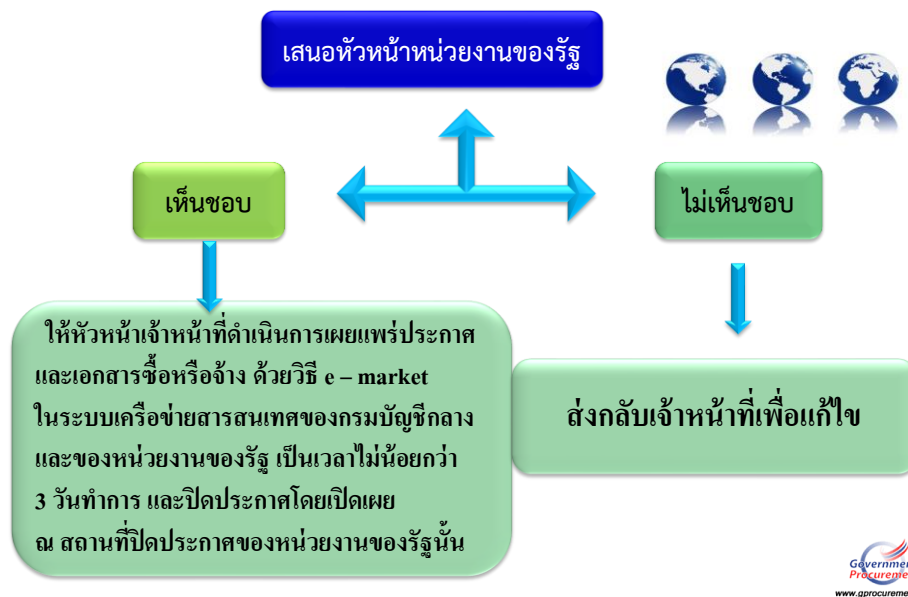 เสนอหัวหน้าหน่วยงานของรัฐ
เห็นชอบ
ไม่เห็นชอบ
ให้หัวหน้าเจ้าหน้าที่ดำเนินการเผยแพร่ประกาศ
และเอกสารซื้อหรือจ้าง ด้วยวิธี e – market
ในระบบเครือข่ายสารสนเทศของกรมบัญชีกลาง
และของหน่วยงานของรัฐ เป็นเวลาไม่น้อยกว่า
3 วันทำการ และปิดประกาศโดยเปิดเผย
ณ สถานที่ปิดประกาศของหน่วยงานของรัฐนั้น
ส่งกลับเจ้าหน้าที่เพื่อแก้ไข
Governmen
Procureme
www.gprocureme